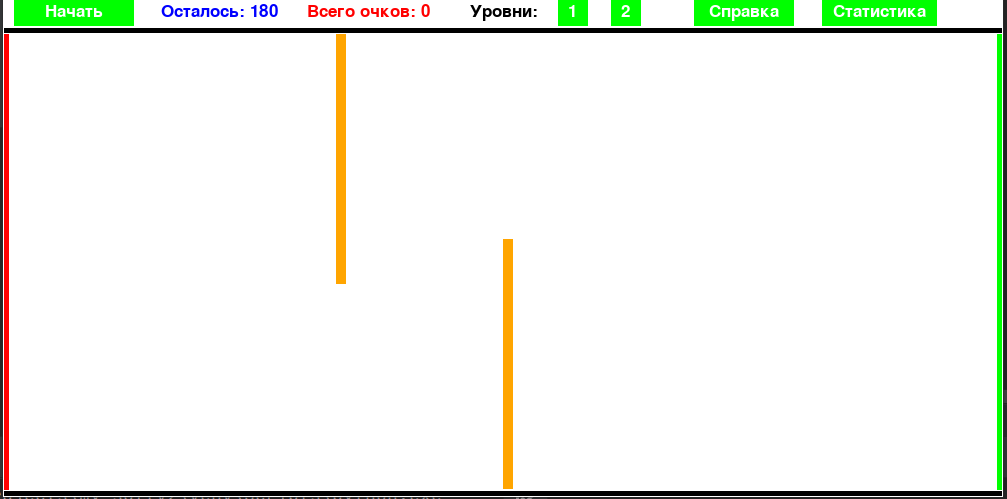 Начать Осталось: 180 Всего очков: 0 Уровни: 1 2 Справка Статистика